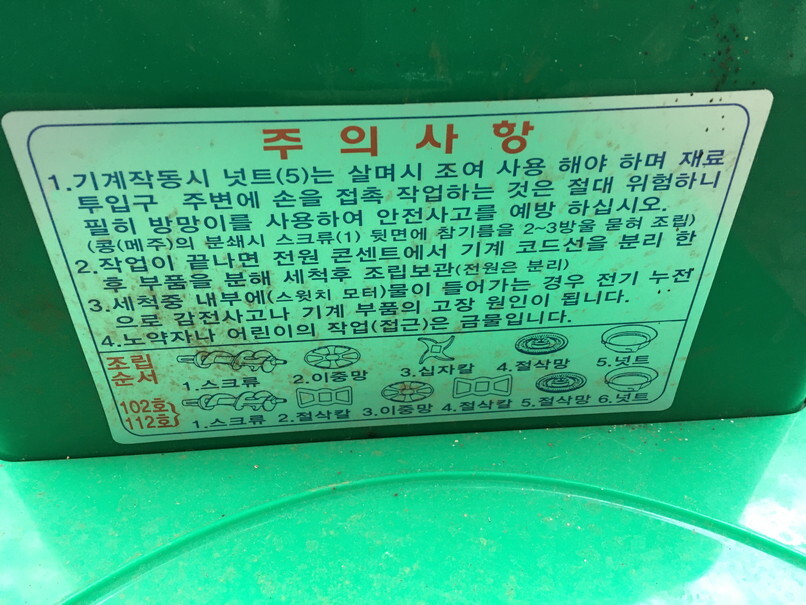 주의사항
1.기계작동시 넛트(5)는 살며시 조여 사용 해야 하며 재료
투입구 주변에 손을 접촉 작업하는 것은 절대 위험하니
필히 방망이를 사용하여 안전사고를 예방 하십시오.
(콩(메주)의 분쇄시 스크류(1) 뒷면에 참기름을 2~3방울 묻혀 조립)
2.작업이 끝나면 전원 콘센트에서 기계 코드선을 분리 한
후 부품을 분해 세척후 조립보관(전원은 분리)
3.세척중 내부에(스윗치 모터)물이 들어가는 경우 전기 누전
으로 감전사고나 기계 부품의 고장 원인이 됩니다.
4.노약자나 어린이의 작업(접근)은 금물입니다.
조립
순서
1.스크류 2.이중망 3.십자칼 4.절삭망 5.넛트
102호}
112호}
1.스크류 2.절삭칼 3.이중망 4.절삭칼 5.절삭망 6.넛트